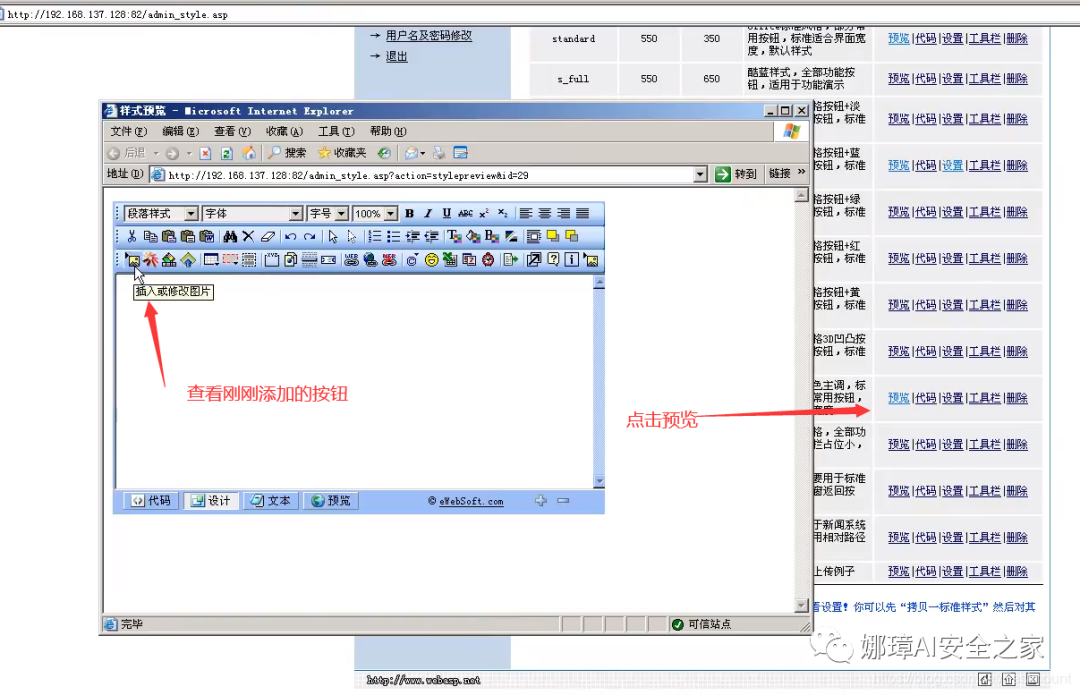 http://192.168.137.128:82/admin_style.asp
→ 用户名及密码修改
→ 退出
standard 550 350 用按钮，标准适合界面宽度，默认样式 预览|代码|设置|工具栏|删除
s_full 550 650 酷蓝样式，全部功能按钮，适用于功能演示 预览|代码|设置|工具栏|删除
格按钮+淡
按钮，标准 预览|代码|设置|工具栏|删除
格按钮+蓝
按钮，标准 预览|代码|设置|工具栏|删除
格按钮+绿
按钮，标准 预览|代码|设置|工具栏|删除
格按钮+红
按钮，标准 预览|代码|设置|工具栏|删除
格按钮+黄
按钮，标准 预览|代码|设置|工具栏|删除
格3D凹凸按
按钮，标准 预览|代码|设置|工具栏|删除
色主调，标
常用按钮， 预览|代码|设置|工具栏|删除
格，全部功
栏占位小， 预览|代码|设置|工具栏|删除
要用于标准
窗返回按 预览|代码|设置|工具栏|删除
于新闻系统
用相对路径 预览|代码|设置|工具栏|删除
上传例子 预览|代码|设置|工具栏|删除
看设置！你可以先“拷贝一标准样式”然后对其
样式预览 - Microsoft Internet Explorer
文件(F) 编辑(E) 查看(V) 收藏(A) 工具(T) 帮助(H)
后退 搜索 收藏夹
地址(D) http://192.168.137.128:82/admin_style.asp?action=stylepreview&id=29 转到 链接 »
段落样式 字体 字号 100% B I U ABC x² x₂
插入或修改图片
查看刚刚添加的按钮
点击预览
代码 设计 文本 预览 © eWebSoft.com
完毕 可信站点
娜璋AI安全之家
http://www.webasp.net